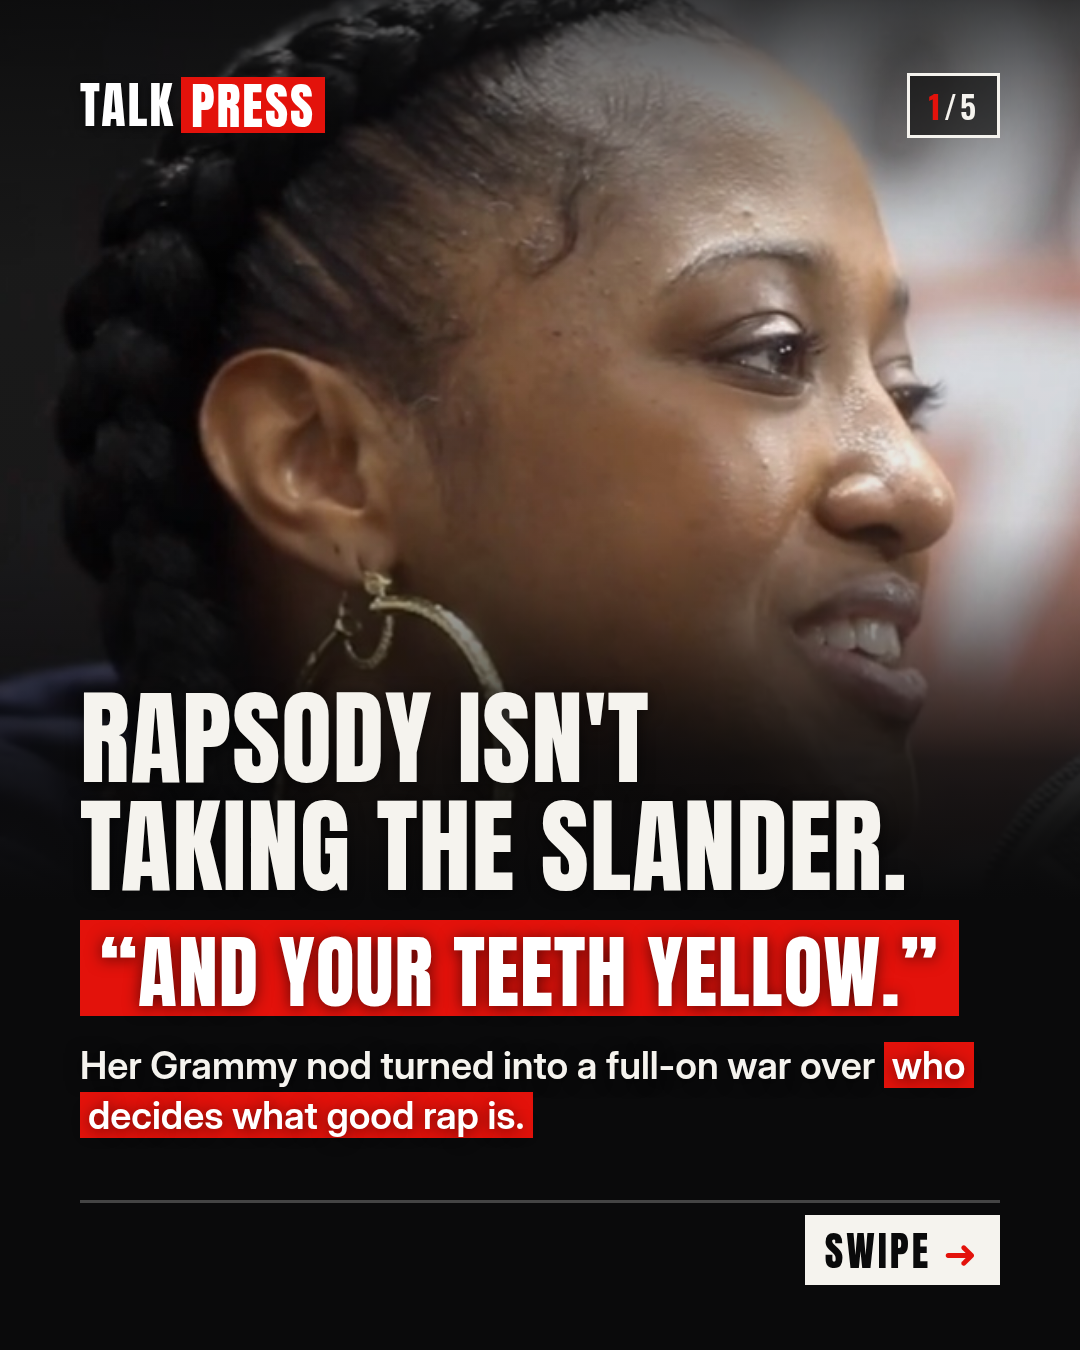 TALK PRESS
1/5
RAPSODY ISN'T
TAKING THE SLANDER.
“AND YOUR TEETH YELLOW.”
Her Grammy nod turned into a full-on war over who
decides what good rap is.
SWIPE →